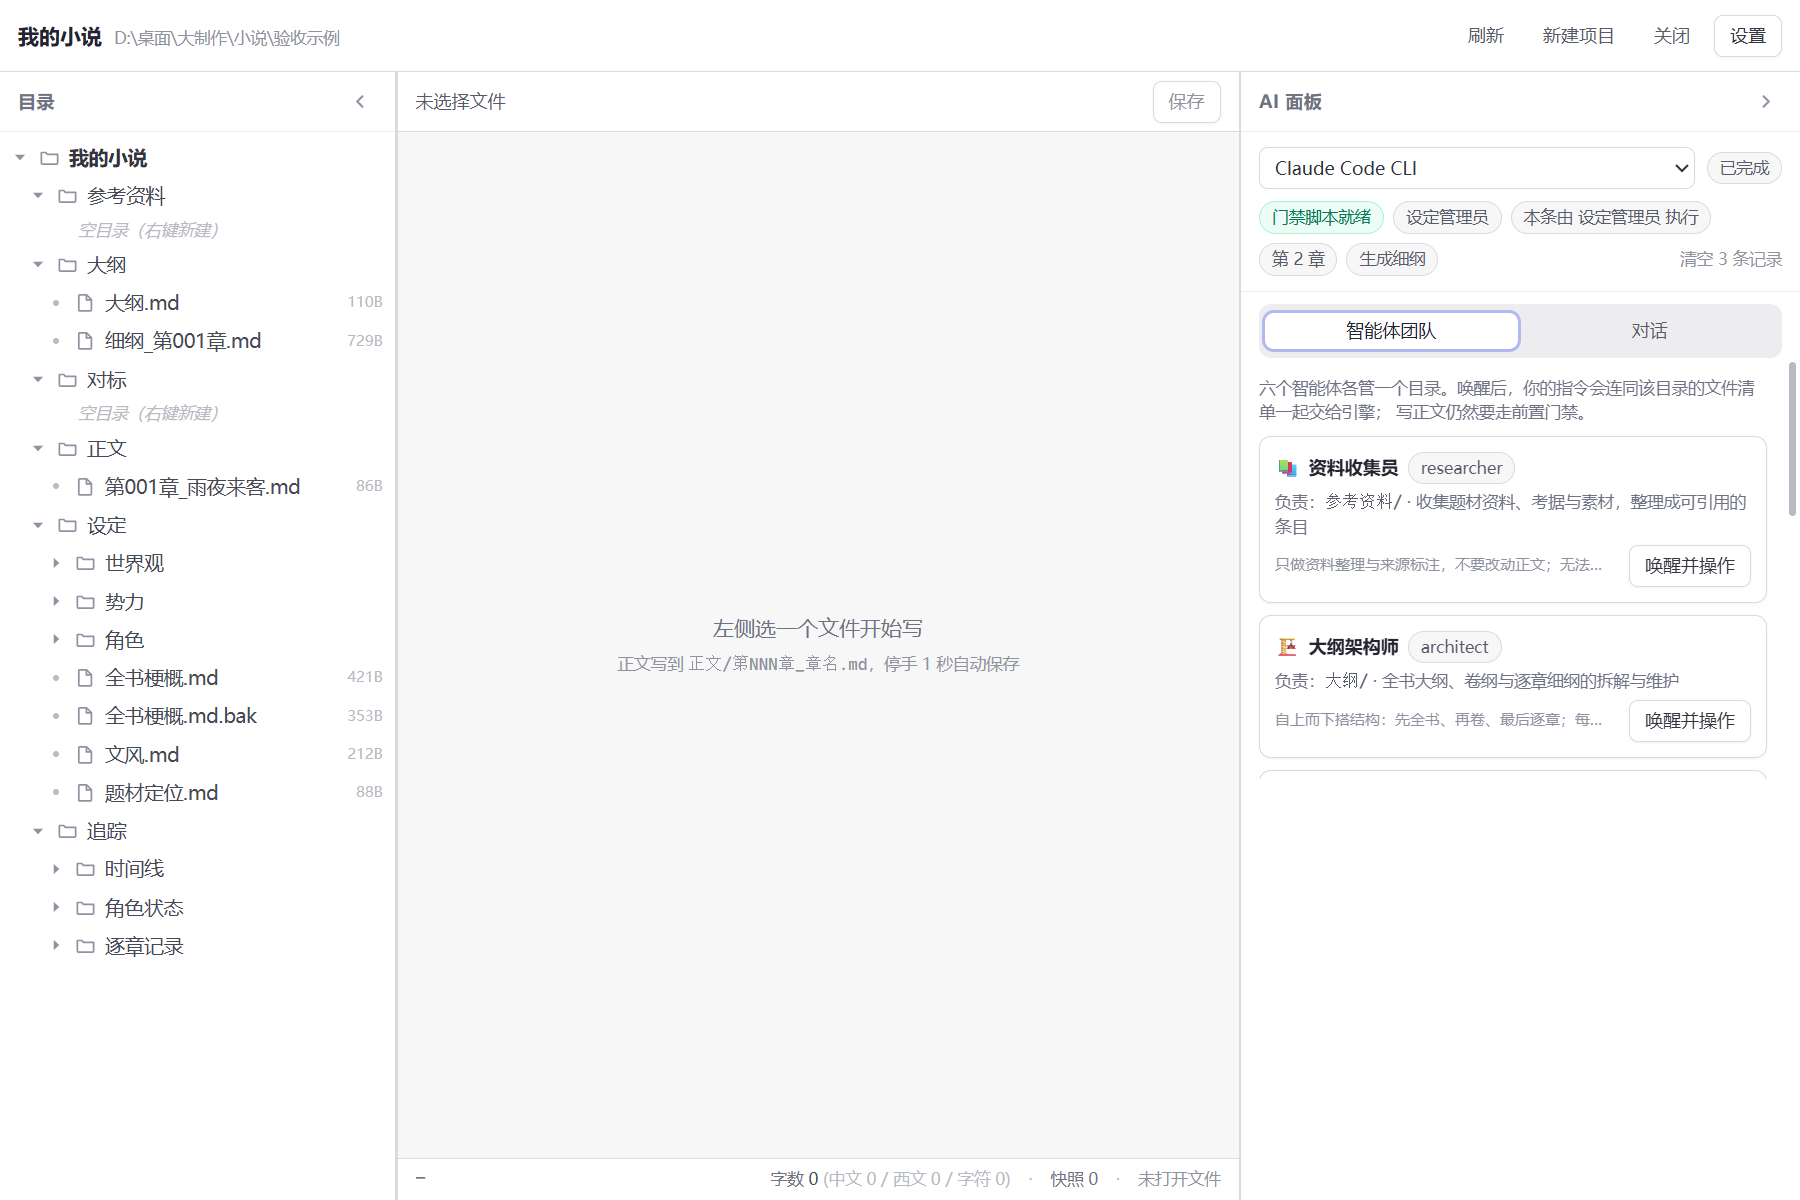 我的小说 D:\桌面\大制作\小说\验收示例
刷新 新建项目 关闭 设置
目录
我的小说
参考资料
空目录（右键新建）
大纲
大纲.md 110B
细纲_第001章.md 729B
对标
空目录（右键新建）
正文
第001章_雨夜来客.md 86B
设定
世界观
势力
角色
全书梗概.md 421B
全书梗概.md.bak 353B
文风.md 212B
题材定位.md 88B
追踪
时间线
角色状态
逐章记录
未选择文件 保存
左侧选一个文件开始写
正文写到 正文/第NNN章_章名.md，停手 1 秒自动保存
– 字数 0 (中文 0 / 西文 0 / 字符 0) · 快照 0 · 未打开文件
AI 面板
Claude Code CLI 已完成
门禁脚本就绪 设定管理员 本条由 设定管理员 执行
第 2 章 生成细纲 清空 3 条记录
智能体团队 对话
六个智能体各管一个目录。唤醒后，你的指令会连同该目录的文件清
单一起交给引擎； 写正文仍然要走前置门禁。
资料收集员 researcher
负责：参考资料/ · 收集题材资料、考据与素材，整理成可引用的
条目
只做资料整理与来源标注，不要改动正文；无法... 唤醒并操作
大纲架构师 architect
负责：大纲/ · 全书大纲、卷纲与逐章细纲的拆解与维护
自上而下搭结构：先全书、再卷、最后逐章；每... 唤醒并操作